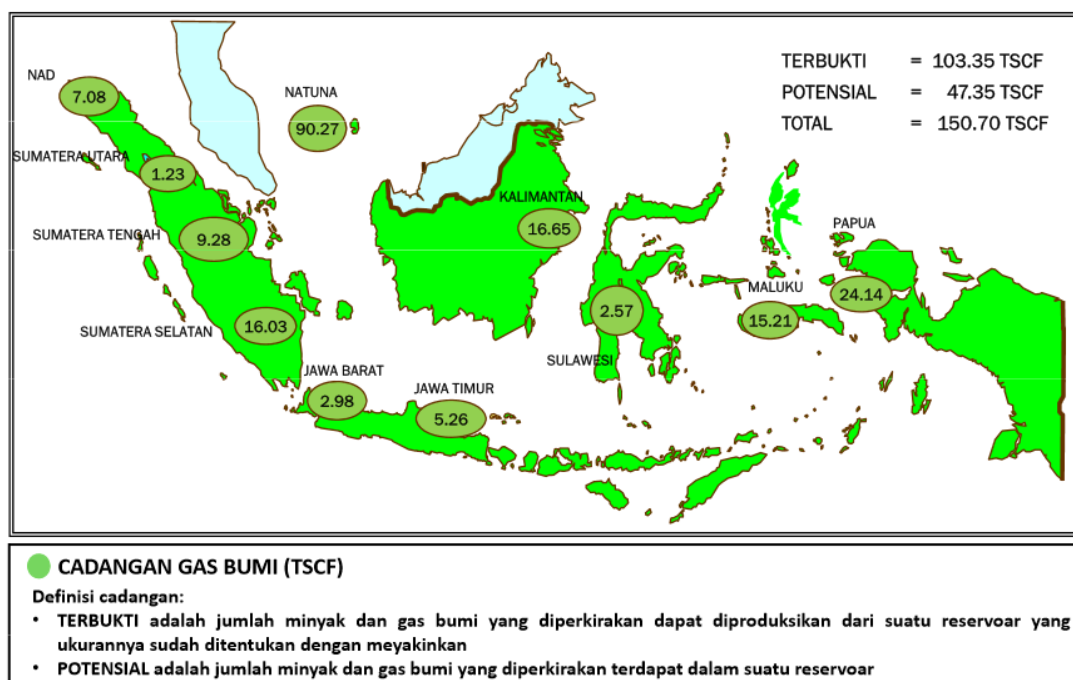 TERBUKTI = 103.35 TSCF
POTENSIAL = 47.35 TSCF
TOTAL = 150.70 TSCF
NAD
7.08
NATUNA
90.27
SUMATERA UTARA
1.23
KALIMANTAN
16.65
SUMATERA TENGAH
9.28
PAPUA
24.14
MALUKU
15.21
2.57
SULAWESI
SUMATERA SELATAN
16.03
JAWA BARAT
2.98
JAWA TIMUR
5.26
CADANGAN GAS BUMI (TSCF)
Definisi cadangan:
• TERBUKTI adalah jumlah minyak dan gas bumi yang diperkirakan dapat diproduksikan dari suatu reservoar yang
ukurannya sudah ditentukan dengan meyakinkan
• POTENSIAL adalah jumlah minyak dan gas bumi yang diperkirakan terdapat dalam suatu reservoar